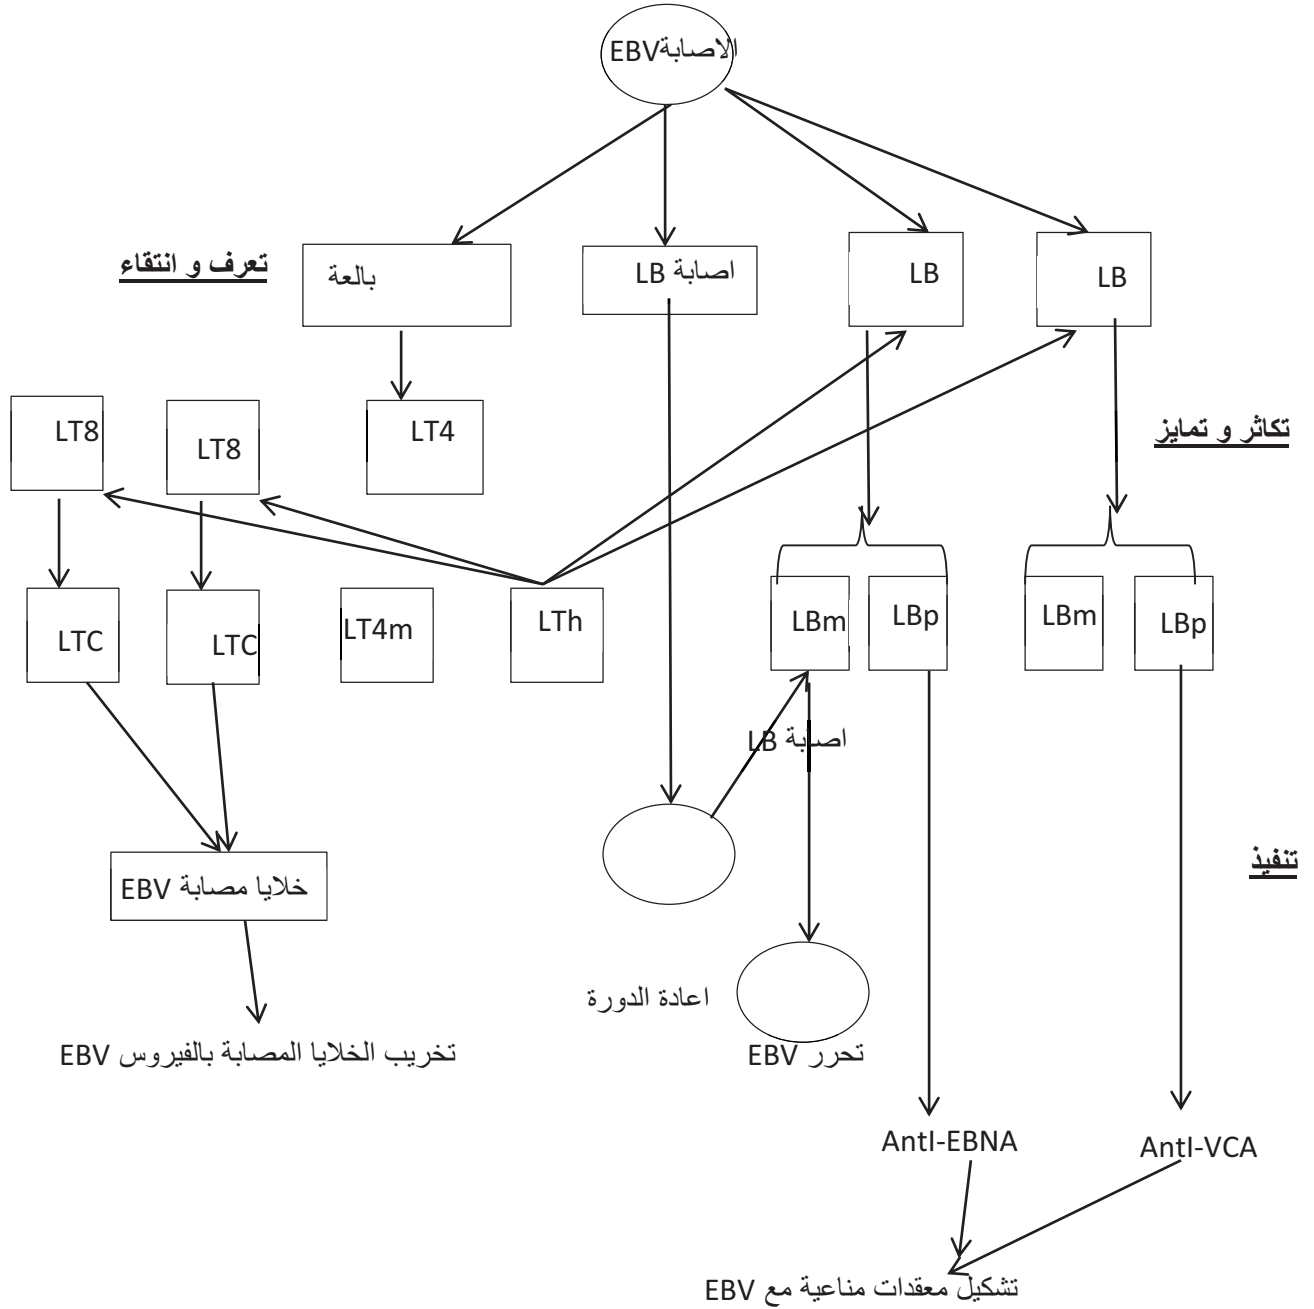 الاصابةEBV
تعرف و انتقاء
بالعة
اصابة LB
LB
LB
LT8
LT8
LT4
تكاثر و تمايز
LTC
LTC
LT4m
LTh
LBm
LBp
LBm
LBp
اصابة LB
خلايا مصابة EBV
تنفيذ
اعادة الدورة
تحرر EBV
تخريب الخلايا المصابة بالفيروس EBV
AntI-EBNA
AntI-VCA
تشكيل معقدات مناعية مع EBV